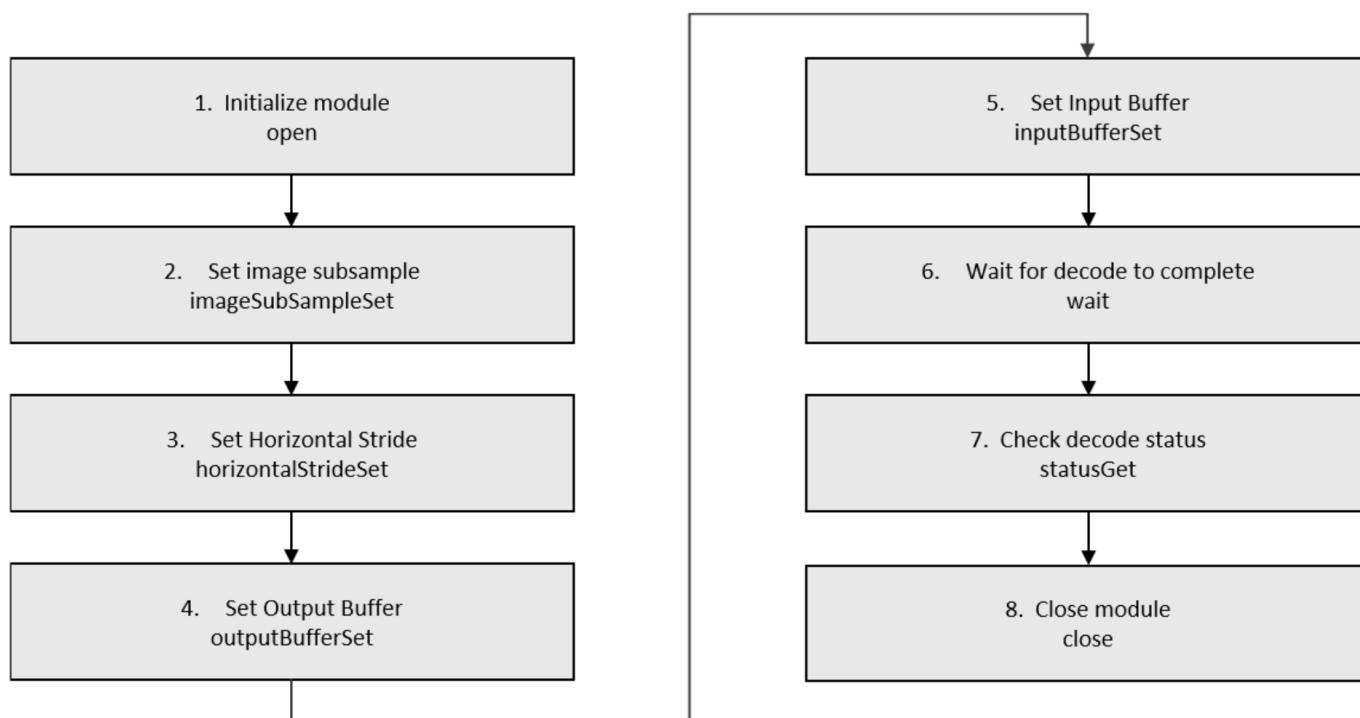 1. Initialize module
open
2. Set image subsample
imageSubSampleSet
3. Set Horizontal Stride
horizontalStrideSet
4. Set Output Buffer
outputBufferSet
5. Set Input Buffer
inputBufferSet
6. Wait for decode to complete
wait
7. Check decode status
statusGet
8. Close module
close